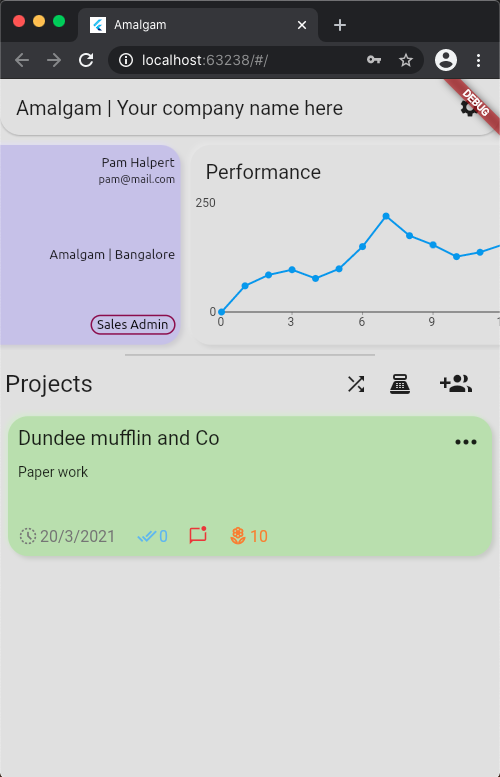 Amalgam
localhost:63238/#/
DEBUG
Amalgam | Your company name here
Pam Halpert
pam@mail.com
Amalgam | Bangalore
Sales Admin
Performance
250
0
0 3 6 9 1
Projects
Dundee mufflin and Co
Paper work
20/3/2021 0 10